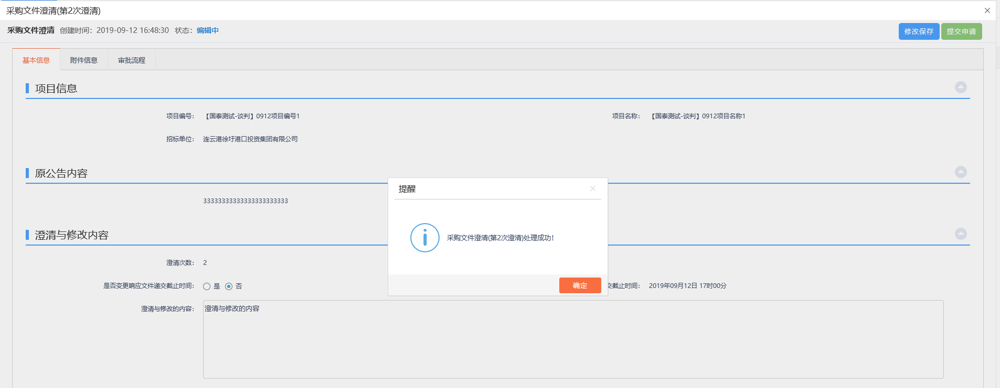 采购文件澄清(第2次澄清)
采购文件澄清 创建时间：2019-09-12 16:48:30 状态：编辑中 修改保存 提交申请
基本信息 附件信息 审批流程
项目信息
项目编号： 【国泰测试-谈判】0912项目编号1 项目名称： 【国泰测试-谈判】0912项目名称1
招标单位： 连云港徐圩港口投资集团有限公司
原公告内容
33333333333333333333333
提醒
采购文件澄清(第2次澄清)处理成功！
确定
澄清与修改内容
澄清次数： 2
是否变更响应文件递交截止时间： 是 否 交截止时间： 2019年09月12日 17时00分
澄清与修改的内容： 澄清与修改的内容